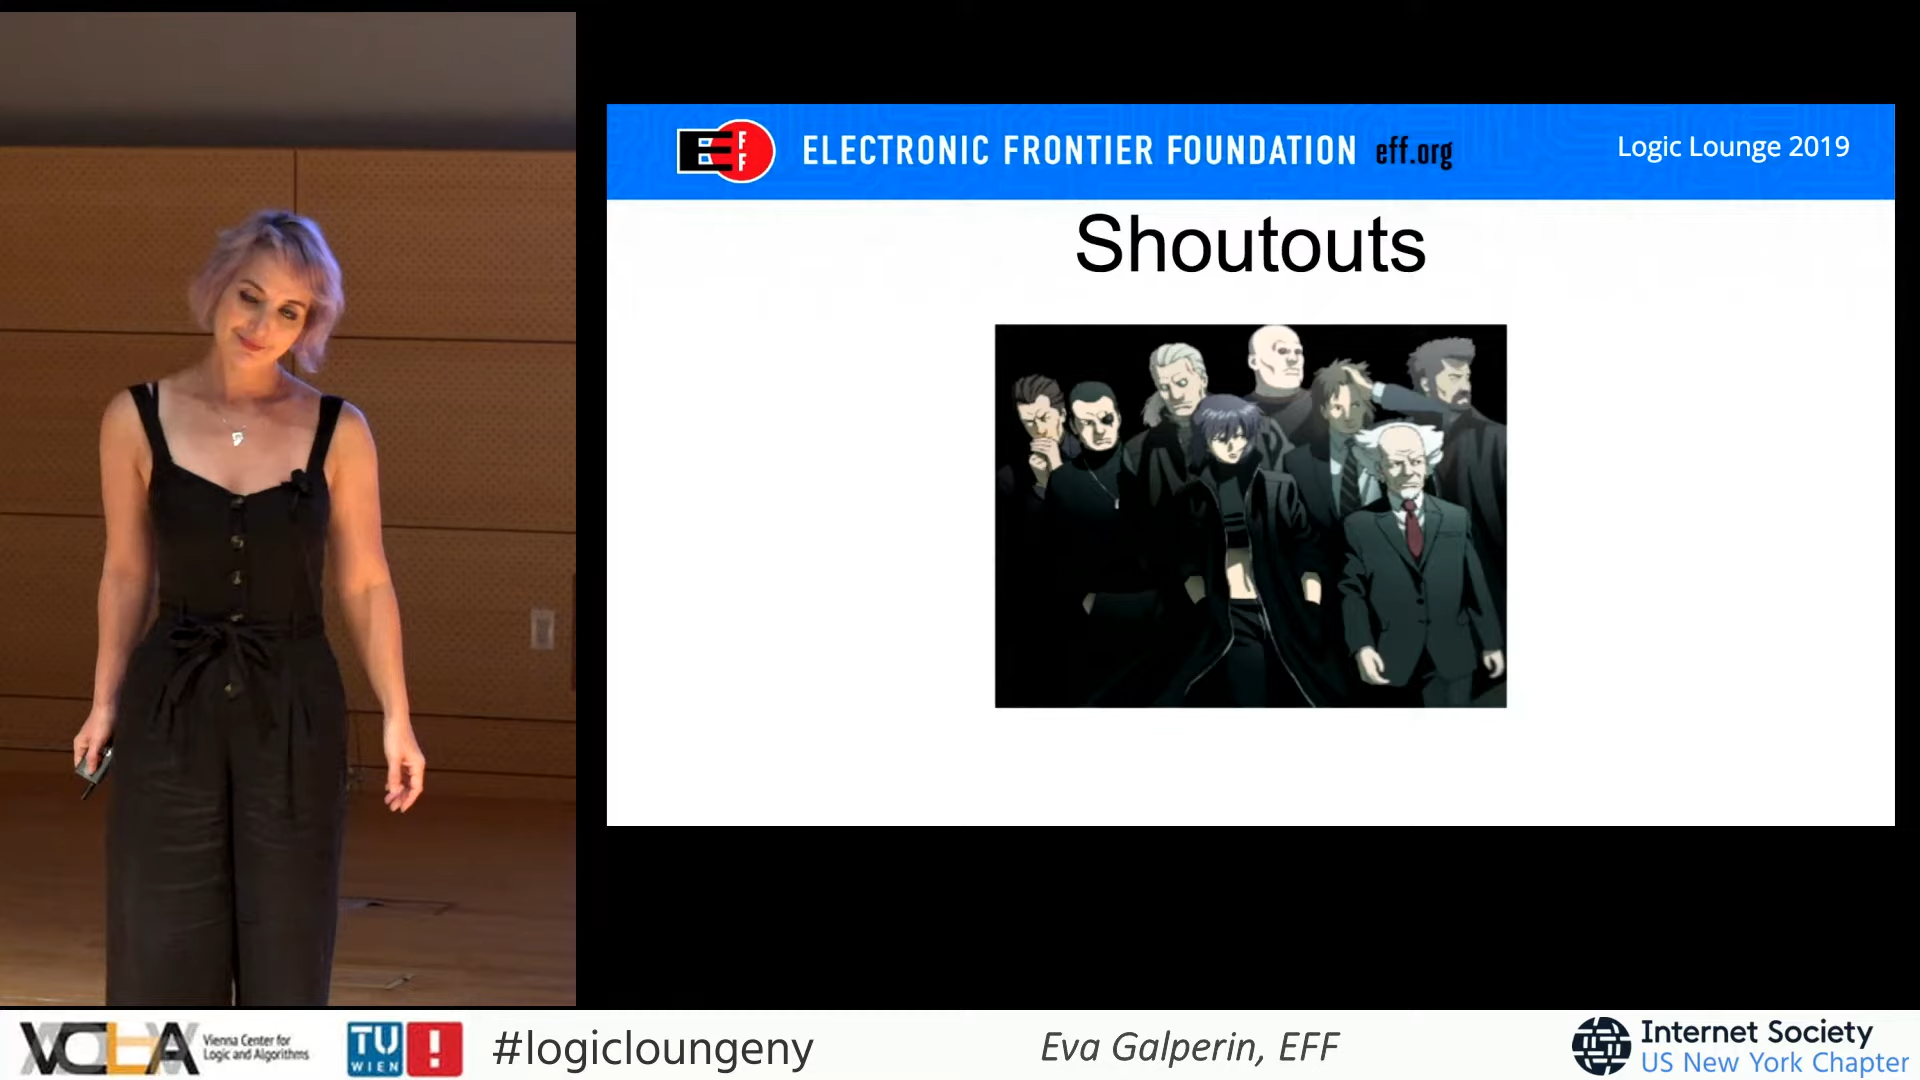 EFF
ELECTRONIC FRONTIER FOUNDATION eff.org
Logic Lounge 2019
Shoutouts
VCLA
Vienna Center for
Logic and Algorithms
TU
WIEN
!
#logicloungeny
Eva Galperin, EFF
Internet Society
US New York Chapter